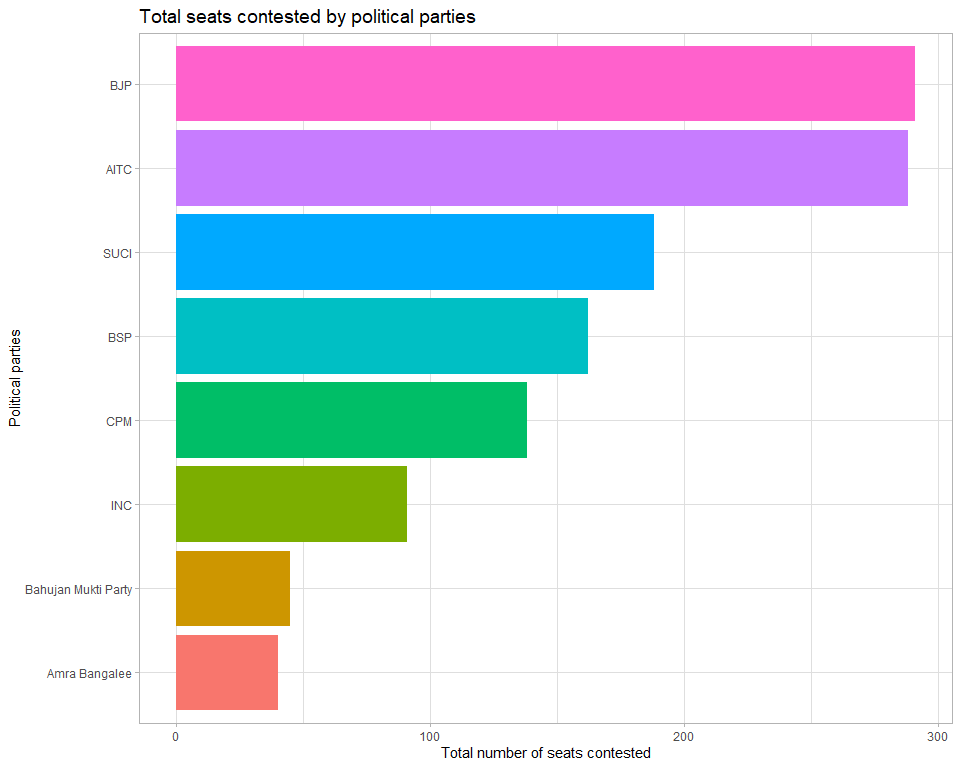 Total seats contested by political parties
BJP
AITC
SUCI
BSP
CPM
INC
Bahujan Mukti Party
Amra Bangalee
Political parties
0 100 200 300
Total number of seats contested